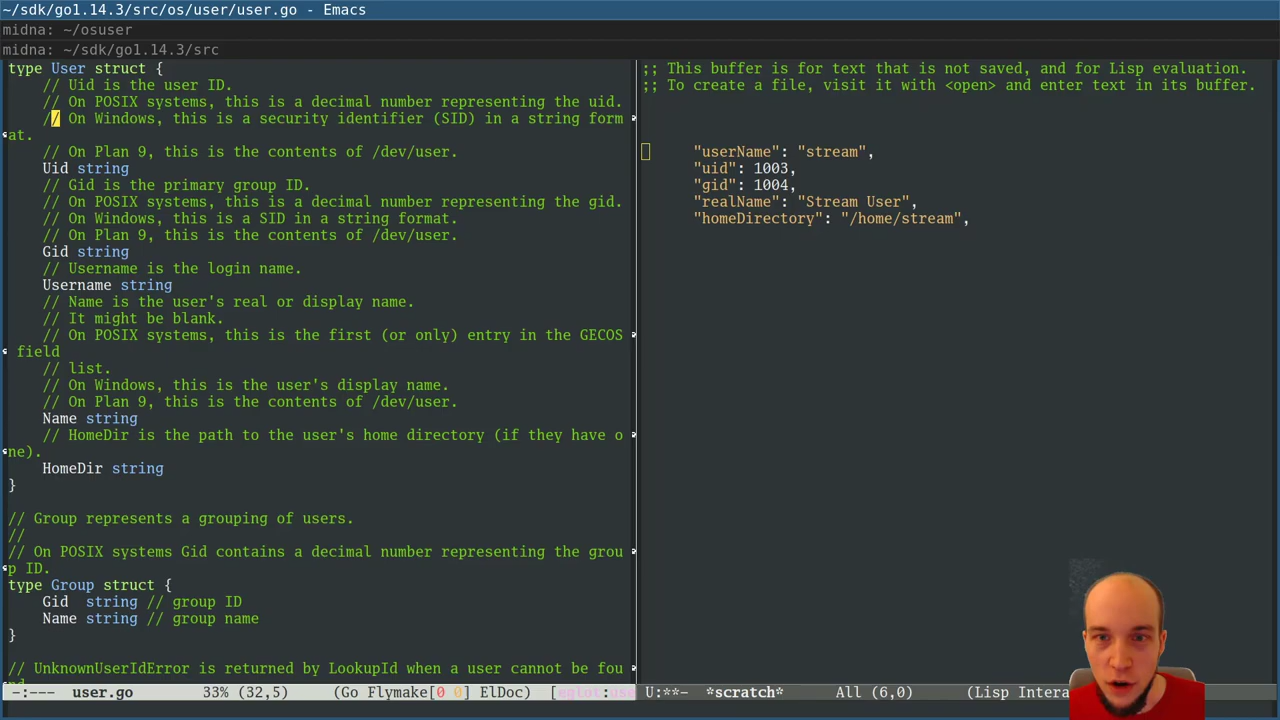 ~/sdk/go1.14.3/src/os/user/user.go - Emacs
midna: ~/osuser
midna: ~/sdk/go1.14.3/src
type User struct {
// Uid is the user ID.
// On POSIX systems, this is a decimal number representing the uid.
// On Windows, this is a security identifier (SID) in a string form
at.
// On Plan 9, this is the contents of /dev/user.
Uid string
// Gid is the primary group ID.
// On POSIX systems, this is a decimal number representing the gid.
// On Windows, this is a SID in a string format.
// On Plan 9, this is the contents of /dev/user.
Gid string
// Username is the login name.
Username string
// Name is the user's real or display name.
// It might be blank.
// On POSIX systems, this is the first (or only) entry in the GECOS
field
// list.
// On Windows, this is the user's display name.
// On Plan 9, this is the contents of /dev/user.
Name string
// HomeDir is the path to the user's home directory (if they have o
ne).
HomeDir string
}
// Group represents a grouping of users.
//
// On POSIX systems Gid contains a decimal number representing the grou
p ID.
type Group struct {
Gid  string // group ID
Name string // group name
}
// UnknownUserIdError is returned by LookupId when a user cannot be fou
-:---  user.go  33% (32,5)  (Go Flymake[0 0] ElDoc)  [eglot:use
;; This buffer is for text that is not saved, and for Lisp evaluation.
;; To create a file, visit it with <open> and enter text in its buffer.
"userName": "stream",
"uid": 1003,
"gid": 1004,
"realName": "Stream User",
"homeDirectory": "/home/stream",
U:**-  *scratch*  All (6,0)  (Lisp Intera